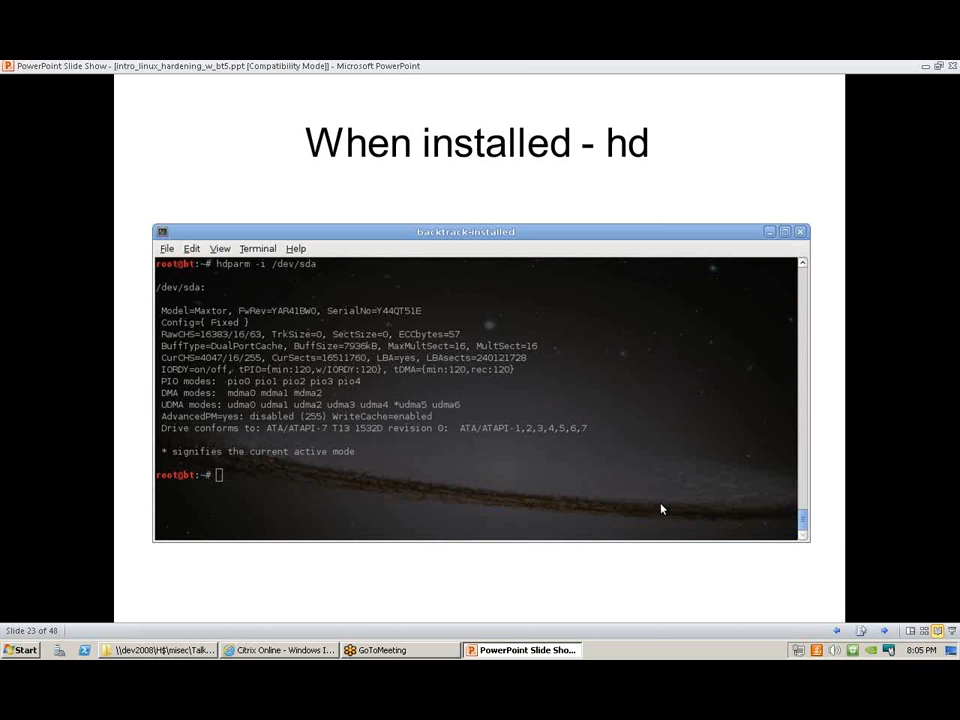 PowerPoint Slide Show - [intro_linux_hardening_w_bt5.ppt [Compatibility Mode]] - Microsoft PowerPoint
When installed - hd
backtrack-installed
File Edit View Terminal Help
root@bt:~# hdparm -i /dev/sda
/dev/sda:
Model=Maxtor, FwRev=YAR41BW0, SerialNo=Y44QT51E
Config={ Fixed }
RawCHS=16383/16/63, TrkSize=0, SectSize=0, ECCbytes=57
BuffType=DualPortCache, BuffSize=7936kB, MaxMultSect=16, MultSect=16
CurCHS=4047/16/255, CurSects=16511760, LBA=yes, LBAsects=240121728
IORDY=on/off, tPIO={min:120,w/IORDY:120}, tDMA={min:120,rec:120}
PIO modes: pio0 pio1 pio2 pio3 pio4
DMA modes: mdma0 mdma1 mdma2
UDMA modes: udma0 udma1 udma2 udma3 udma4 *udma5 udma6
AdvancedPM=yes: disabled (255) WriteCache=enabled
Drive conforms to: ATA/ATAPI-7 T13 1532D revision 0: ATA/ATAPI-1,2,3,4,5,6,7
* signifies the current active mode
root@bt:~#
Slide 23 of 48
Start \\dev2008\H$\misec\Talk... Citrix Online - Windows I... GoToMeeting PowerPoint Slide Sho... 8:05 PM